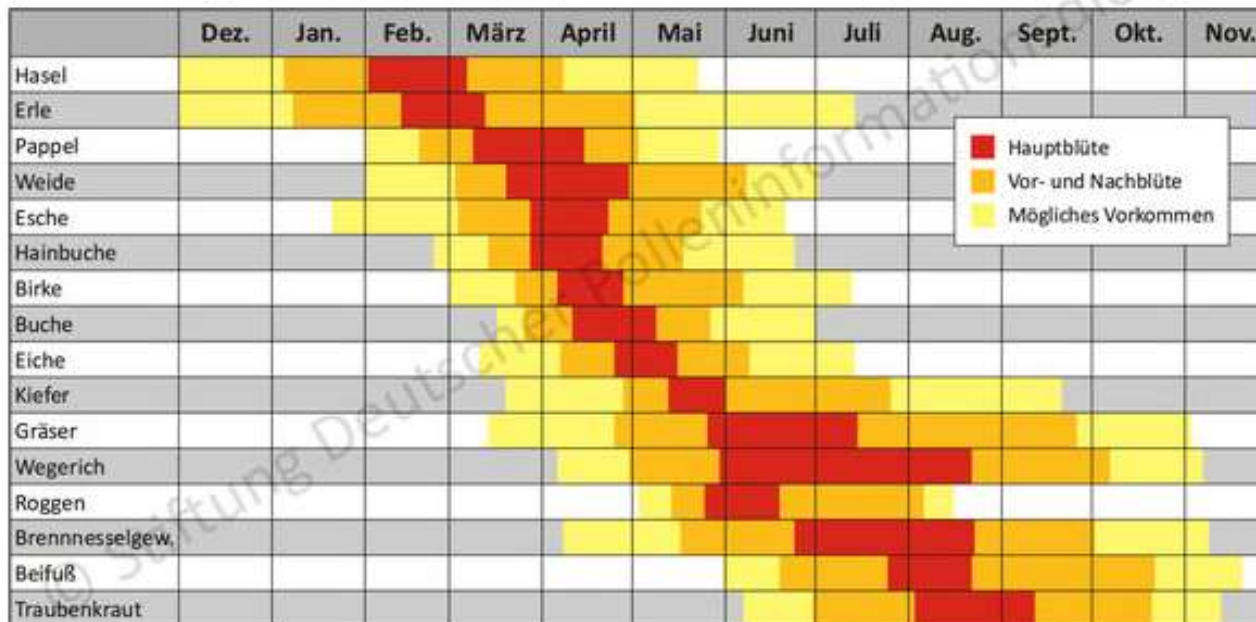 Dez. Jan. Feb. März April Mai Juni Juli Aug. Sept. Okt. Nov.
Hasel
Erle
Pappel
Hauptblüte
Weide
Vor- und Nachblüte
Esche
Mögliches Vorkommen
Hainbuche
Birke
Buche
Eiche
Kiefer
Gräser
Wegerich
Roggen
Brennnesselgew.
Beifuß
Traubenkraut
© Stiftung Deutscher Polleninformationsdie